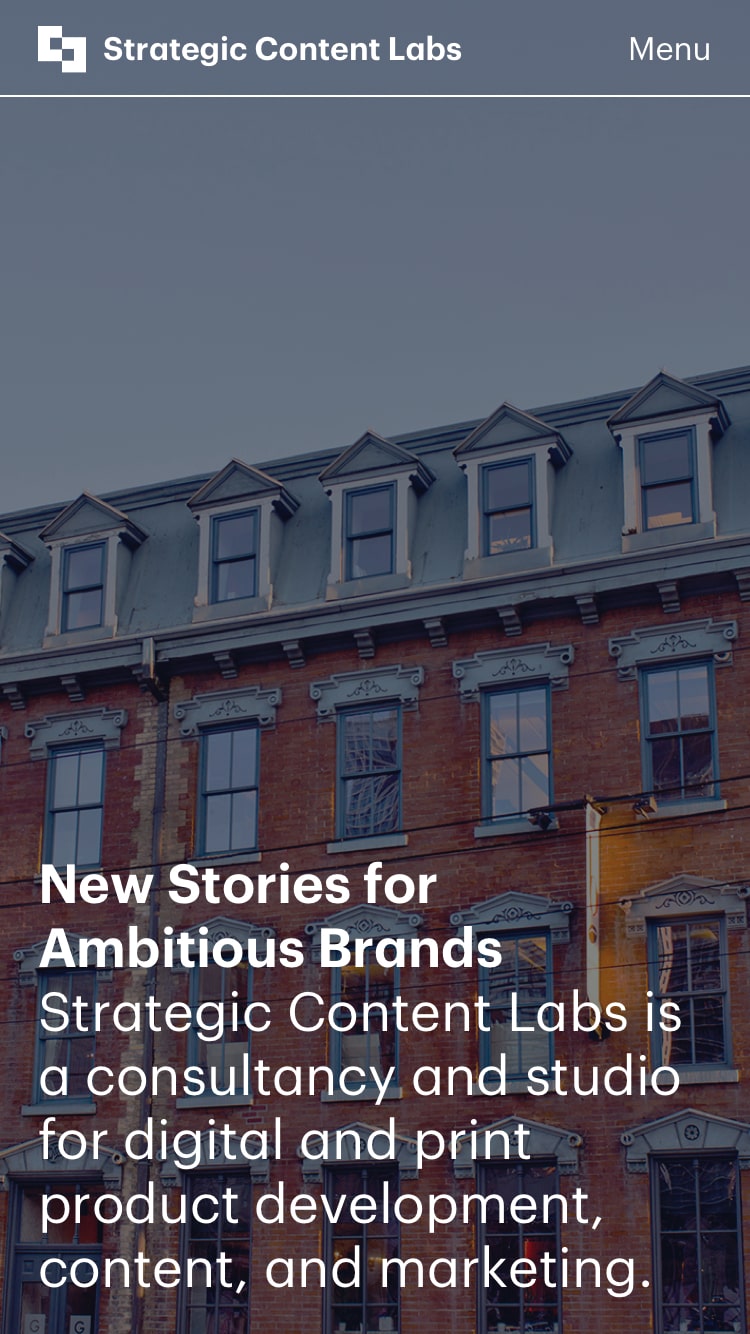 Strategic Content Labs
Menu
New Stories for
Ambitious Brands
Strategic Content Labs is
a consultancy and studio
for digital and print
product development,
content, and marketing.
G
G